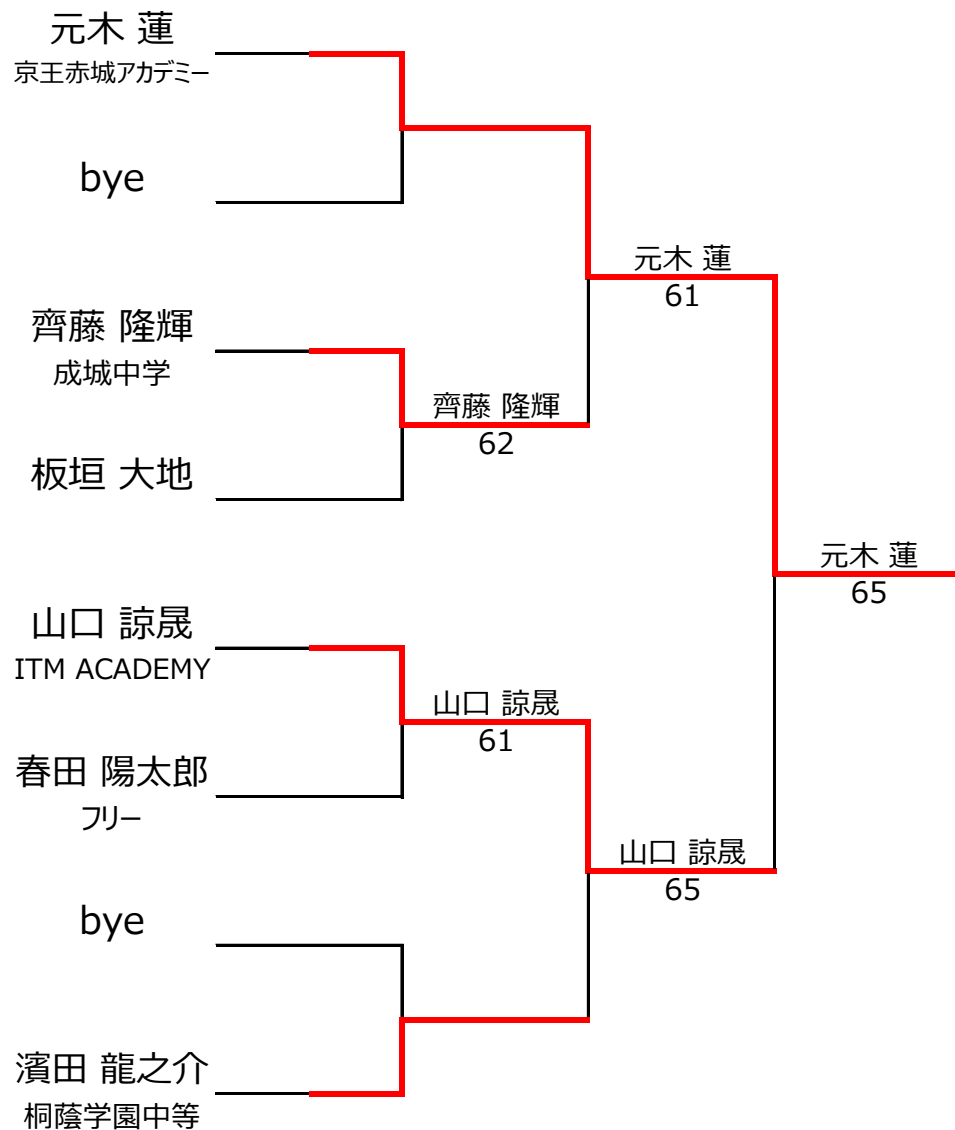 元木 蓮
京王赤城アカデミー
bye
元木 蓮
61
齊藤 隆輝
成城中学
齊藤 隆輝
62
板垣 大地
元木 蓮
65
山口 諒晟
ITM ACADEMY
山口 諒晟
61
春田 陽太郎
フリー
山口 諒晟
65
bye
濱田 龍之介
桐蔭学園中等